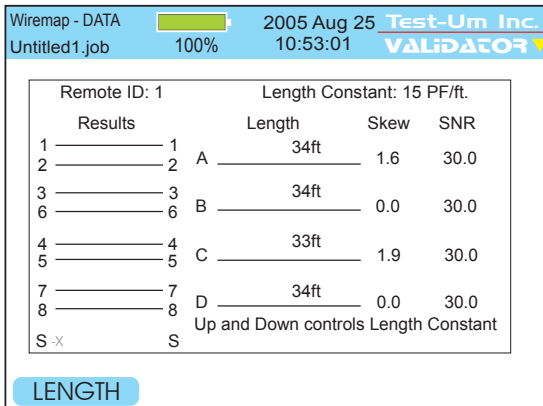 Wiremap - DATA 2005 Aug 25 Test-Um Inc.
Untitled1.job 100% 10:53:01 VALIDATOR
Remote ID: 1 Length Constant: 15 PF/ft.
Results Length Skew SNR
1 1 34ft
2 2 A 1.6 30.0
3 3 34ft
6 6 B 0.0 30.0
4 4 33ft
5 5 C 1.9 30.0
7 7 34ft
8 8 D 0.0 30.0
Up and Down controls Length Constant
S -X S
LENGTH